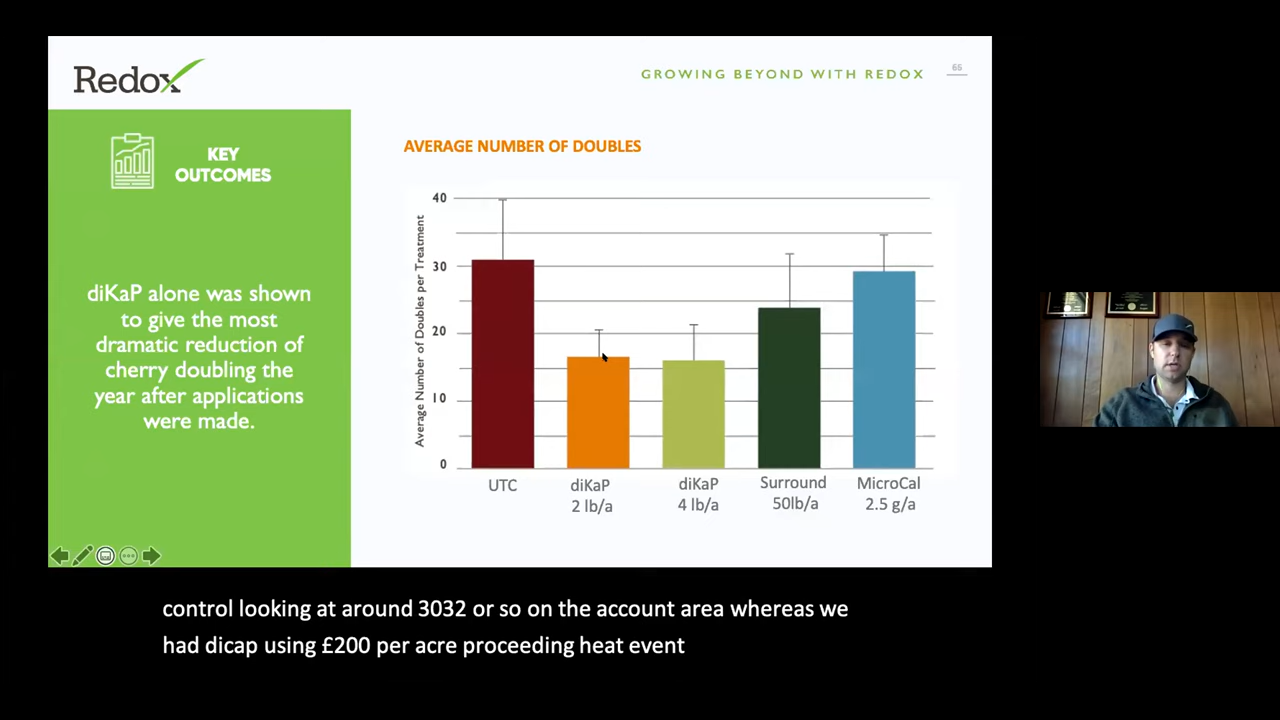 Redox
GROWING BEYOND WITH REDOX
65
KEY
OUTCOMES
diKaP alone was shown
to give the most
dramatic reduction of
cherry doubling the
year after applications
were made.
AVERAGE NUMBER OF DOUBLES
Average Number of Doubles per Treatment
40
30
20
10
0
UTC
diKaP
2 lb/a
diKaP
4 lb/a
Surround
50lb/a
MicroCal
2.5 g/a
control looking at around 3032 or so on the account area whereas we
had dicap using £200 per acre proceeding heat event